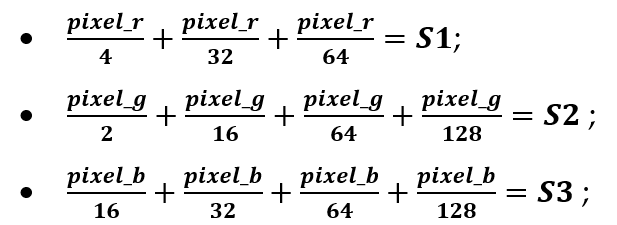 • pixel_r/4 + pixel_r/32 + pixel_r/64 = S1;
• pixel_g/2 + pixel_g/16 + pixel_g/64 + pixel_g/128 = S2 ;
• pixel_b/16 + pixel_b/32 + pixel_b/64 + pixel_b/128 = S3 ;